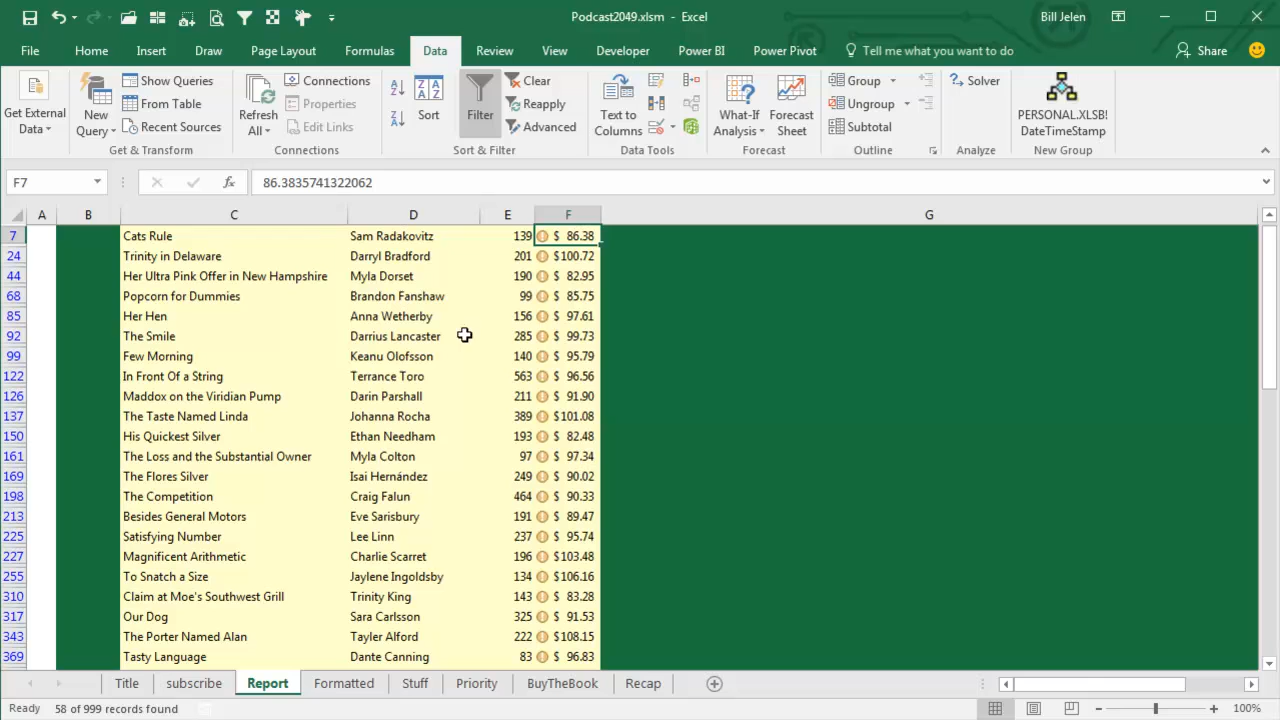 Podcast2049.xlsm - Excel
Bill Jelen
File Home Insert Draw Page Layout Formulas Data Review View Developer Power BI Power Pivot Tell me what you want to do Share
Get External Data
New Query
Show Queries
From Table
Recent Sources
Get & Transform
Refresh All
Connections
Properties
Edit Links
Connections
Sort
Filter
Clear
Reapply
Advanced
Sort & Filter
Text to Columns
Data Tools
What-If Analysis
Forecast Sheet
Forecast
Group
Ungroup
Subtotal
Outline
Solver
Analyze
PERSONAL.XLSB! DateTimeStamp
New Group
F7 fx 86.3835741322062
A B C D E F G
7 Cats Rule Sam Radakovitz 139 $ 86.38
24 Trinity in Delaware Darryl Bradford 201 $100.72
44 Her Ultra Pink Offer in New Hampshire Myla Dorset 190 $ 82.95
68 Popcorn for Dummies Brandon Fanshaw 99 $ 85.75
85 Her Hen Anna Wetherby 156 $ 97.61
92 The Smile Darrius Lancaster 285 $ 99.73
99 Few Morning Keanu Olofsson 140 $ 95.79
122 In Front Of a String Terrance Toro 563 $ 96.56
126 Maddox on the Viridian Pump Darin Parshall 211 $ 91.90
137 The Taste Named Linda Johanna Rocha 389 $101.08
150 His Quickest Silver Ethan Needham 193 $ 82.48
161 The Loss and the Substantial Owner Myla Colton 97 $ 97.34
169 The Flores Silver Isai Hernández 249 $ 90.02
198 The Competition Craig Falun 464 $ 90.33
213 Besides General Motors Eve Sarisbury 191 $ 89.47
225 Satisfying Number Lee Linn 237 $ 95.74
227 Magnificent Arithmetic Charlie Scarret 196 $103.48
255 To Snatch a Size Jaylene Ingoldsby 134 $106.16
310 Claim at Moe's Southwest Grill Trinity King 143 $ 83.28
317 Our Dog Sara Carlsson 325 $ 91.53
343 The Porter Named Alan Tayler Alford 222 $108.15
369 Tasty Language Dante Canning 83 $ 96.83
Title subscribe Report Formatted Stuff Priority BuyTheBook Recap
Ready 58 of 999 records found 100%